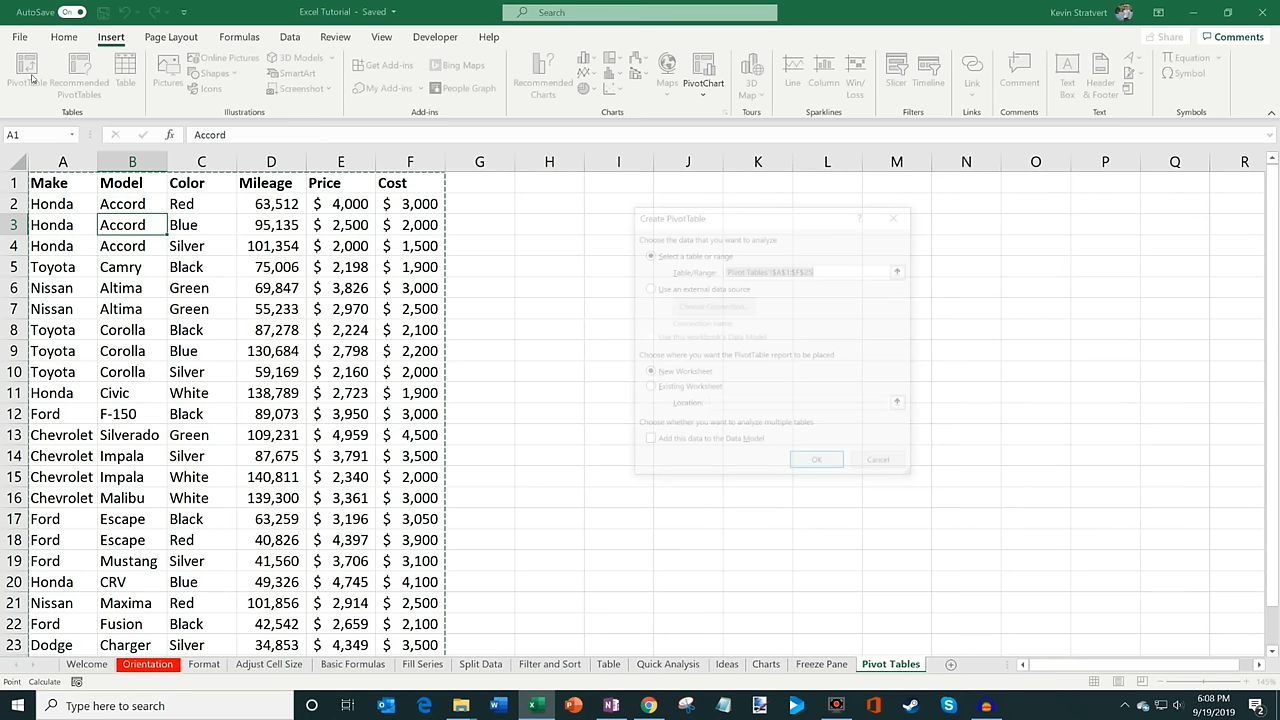 AutoSave On Excel Tutorial - Saved Search Kevin Stratvert
File Home Insert Page Layout Formulas Data Review View Developer Help Share Comments
PivotTable Recommended PivotTables Table
Tables
Pictures Online Pictures Shapes Icons 3D Models SmartArt Screenshot
Illustrations
Get Add-ins My Add-ins Bing Maps People Graph
Add-ins
Recommended Charts Maps PivotChart
Charts
3D Map
Tours
Line Column Win/Loss
Sparklines
Slicer Timeline
Filters
Link
Links
Comment
Comments
Text Box Header & Footer
Text
Equation Symbol
Symbols
A1 fx Accord
A B C D E F G H I J K L M N O P Q R
1 Make Model Color Mileage Price Cost
2 Honda Accord Red 63,512 $ 4,000 $ 3,000
3 Honda Accord Blue 95,135 $ 2,500 $ 2,000
4 Honda Accord Silver 101,354 $ 2,000 $ 1,500
5 Toyota Camry Black 75,006 $ 2,198 $ 1,900
6 Nissan Altima Green 69,847 $ 3,826 $ 3,000
7 Nissan Altima Green 55,233 $ 2,970 $ 2,500
8 Toyota Corolla Black 87,278 $ 2,224 $ 2,100
9 Toyota Corolla Blue 130,684 $ 2,798 $ 2,200
10 Toyota Corolla Silver 59,169 $ 2,160 $ 2,000
11 Honda Civic White 138,789 $ 2,723 $ 1,900
12 Ford F-150 Black 89,073 $ 3,950 $ 3,000
13 Chevrolet Silverado Green 109,231 $ 4,959 $ 4,500
14 Chevrolet Impala Silver 87,675 $ 3,791 $ 3,500
15 Chevrolet Impala White 140,811 $ 2,340 $ 2,000
16 Chevrolet Malibu White 139,300 $ 3,361 $ 3,000
17 Ford Escape Black 63,259 $ 3,196 $ 3,050
18 Ford Escape Red 40,826 $ 4,397 $ 3,900
19 Ford Mustang Silver 41,560 $ 3,706 $ 3,100
20 Honda CRV Blue 49,326 $ 4,745 $ 4,100
21 Nissan Maxima Red 101,856 $ 2,914 $ 2,500
22 Ford Fusion Black 42,542 $ 2,659 $ 2,100
23 Dodge Charger Silver 34,853 $ 4,349 $ 3,500
Create PivotTable ?
Choose the data that you want to analyze
Select a table or range
Table/Range: 'Pivot Tables'!$A$1:$F$25
Use an external data source
Choose Connection...
Connection name:
Use this workbook's Data Model
Choose where you want the PivotTable report to be placed
New Worksheet
Existing Worksheet
Location:
Choose whether you want to analyze multiple tables
Add this data to the Data Model
OK Cancel
Welcome Orientation Format Adjust Cell Size Basic Formulas Fill Series Split Data Filter and Sort Table Quick Analysis Ideas Charts Freeze Pane Pivot Tables
Point Calculate 145%
Type here to search
6:08 PM
9/19/2019